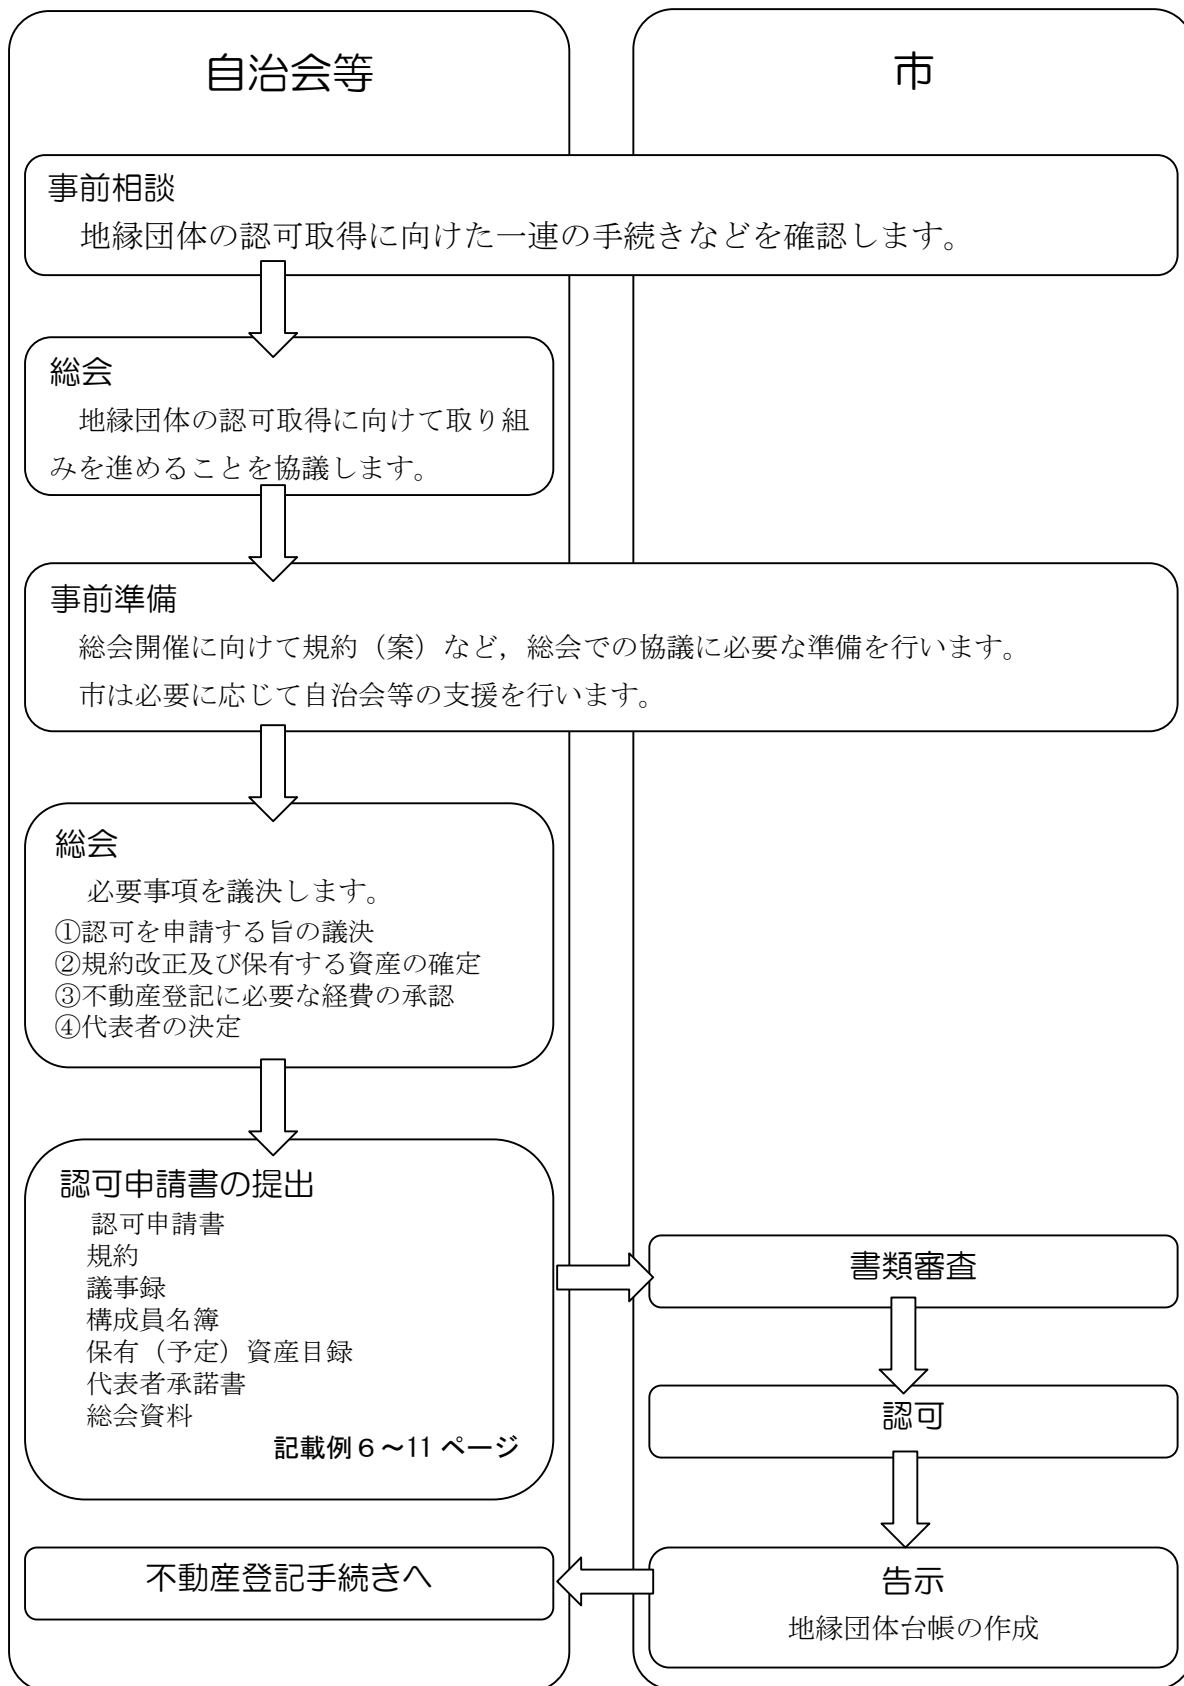 自治会等
市
事前相談
地縁団体の認可取得に向けた一連の手続きなどを確認します。
総会
地縁団体の認可取得に向けて取り組
みを進めることを協議します。
事前準備
総会開催に向けて規約（案）など，総会での協議に必要な準備を行います。
市は必要に応じて自治会等の支援を行います。
総会
必要事項を議決します。
①認可を申請する旨の議決
②規約改正及び保有する資産の確定
③不動産登記に必要な経費の承認
④代表者の決定
認可申請書の提出
認可申請書
規約
議事録
構成員名簿
保有（予定）資産目録
代表者承諾書
総会資料
記載例６～11 ページ
書類審査
認可
告示
地縁団体台帳の作成
不動産登記手続きへ